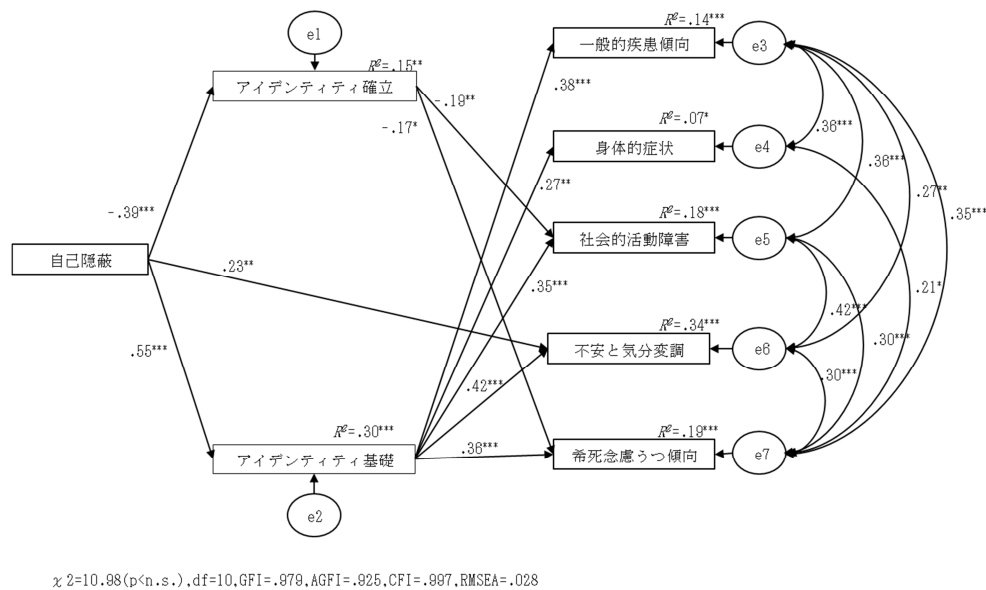 e1
R²=.15**
アイデンティティ確立
-.19**
-.17*
-.39***
自己隠蔽
.23**
.55***
R²=.30***
アイデンティティ基礎
e2
R²=.14***
一般的疾患傾向
e3
.38***
R²=.07*
身体的症状
e4
.27**
R²=.18***
社会的活動障害
e5
.35***
R²=.34***
不安と気分変調
e6
.42***
R²=.19***
希死念慮うつ傾向
e7
.36***
.36***
.36***
.27**
.35***
.21*
.42***
.30***
.30***
χ2=10.98(p<n.s.),df=10,GFI=.979,AGFI=.925,CFI=.997,RMSEA=.028